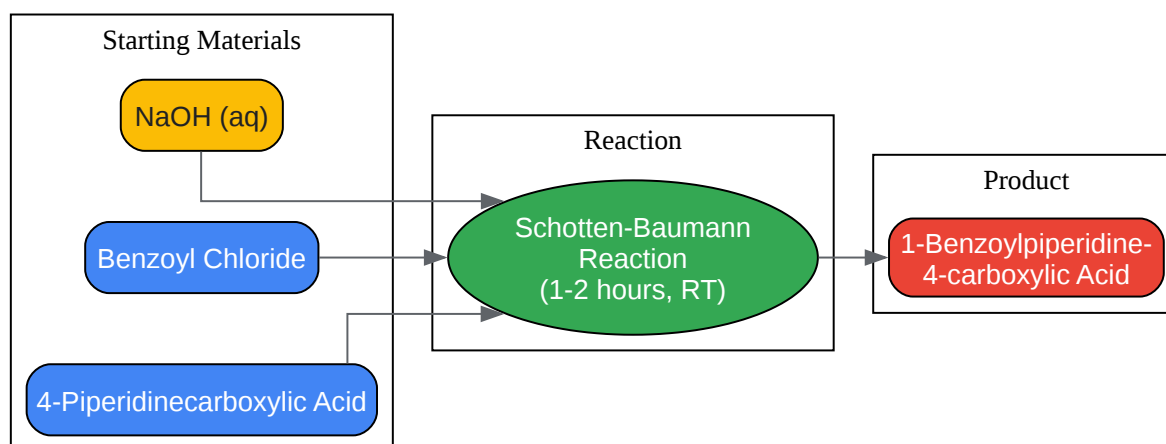 Starting Materials
NaOH (aq)
Benzoyl Chloride
4-Piperidinecarboxylic Acid
Reaction
Schotten-Baumann
Reaction
(1-2 hours, RT)
Product
1-Benzoylpiperidine-
4-carboxylic Acid